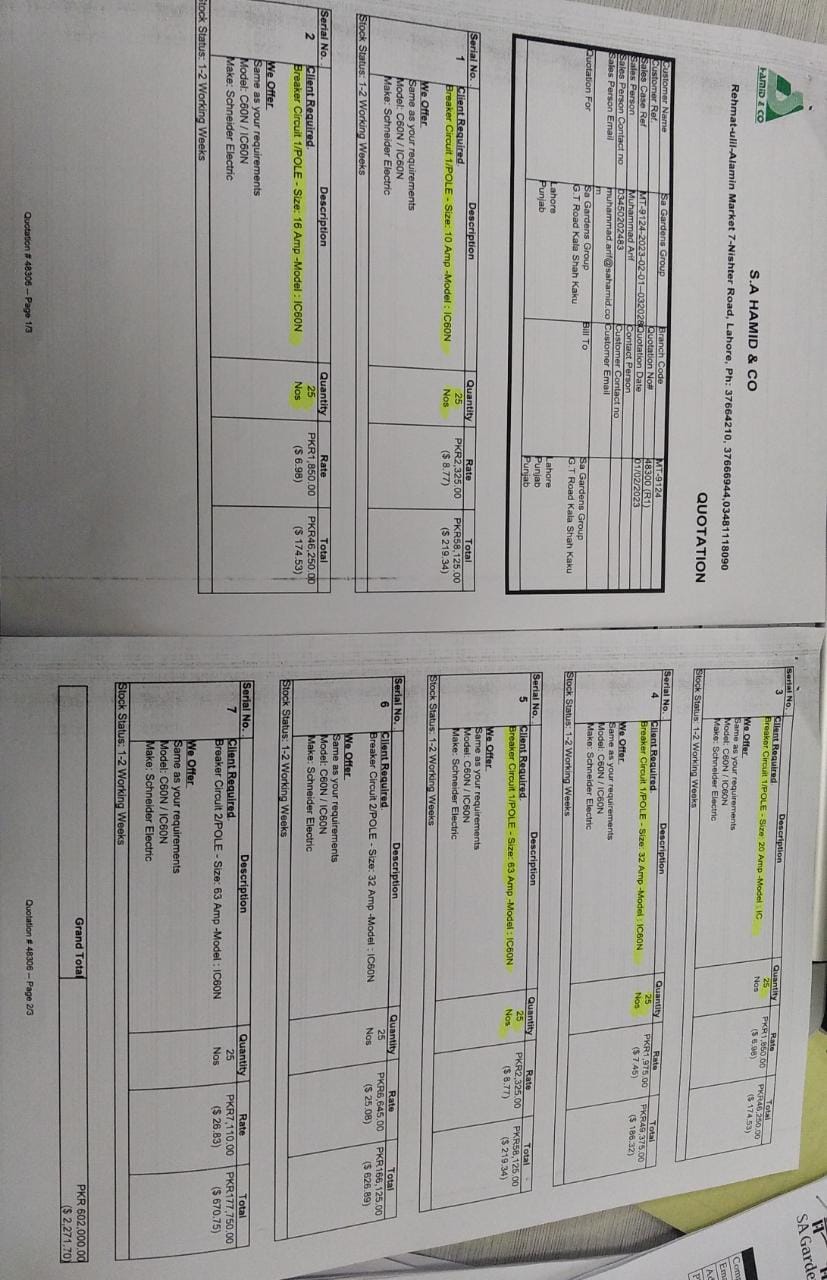 HAMID & CO
S.A HAMID & CO
Rehmat-ulil-Alamin Market 7-Nishter Road, Lahore, Ph: 37664210, 37666944,03481118090
QUOTATION
Customer Name Sa Gardens Group Branch Code MT-9124
Customer Ref. Quotation No# 48300 (R1)
Sales Case Ref MT-9124-2023-02-01--032028 Quotation Date 01/02/2023
Sales Person Muhammad Arif Contact Person
Sales Person Contact no 03450202483 Customer Contact no
Sales Person Email muhammad.arif@sahamid.co Customer Email
m
Quotation For Sa Gardens Group Bill To Sa Gardens Group
G.T Road Kala Shah Kaku G.T Road Kala Shah Kaku
Lahore Lahore
Punjab Punjab
Punjab
Serial No. Description Quantity Rate Total
1 Client Required 25 PKR2,325.00 PKR58,125.00
Breaker Circuit 1/POLE - Size: 10 Amp -Model : IC60N Nos ($ 8.77) ($ 219.34)
We Offer
Same as your requirements
Model: C60N / IC60N
Make: Schneider Electric
Stock Status: 1-2 Working Weeks
Serial No. Description Quantity Rate Total
2 Client Required 25 PKR1,850.00 PKR46,250.00
Breaker Circuit 1/POLE - Size: 16 Amp -Model : IC60N Nos ($ 6.98) ($ 174.53)
We Offer
Same as your requirements
Model: C60N / IC60N
Make: Schneider Electric
Stock Status: 1-2 Working Weeks
Quotation # 48306 -- Page 1/3
Serial No. Description Quantity Rate Total
3 Client Required 25 PKR1,850.00 PKR46,250.00
Breaker Circuit 1/POLE - Size: 20 Amp -Model : IC Nos ($ 6.98) ($ 174.53)
We Offer
Same as your requirements
Model: C60N / IC60N
Make: Schneider Electric
Stock Status: 1-2 Working Weeks
Serial No. Description Quantity Rate Total
4 Client Required 25 PKR1,975.00 PKR49,375.00
Breaker Circuit 1/POLE - Size: 32 Amp -Model : IC60N Nos ($ 7.45) ($ 186.32)
We Offer
Same as your requirements
Model: C60N / IC60N
Make: Schneider Electric
Stock Status: 1-2 Working Weeks
Serial No. Description Quantity Rate Total
5 Client Required 25 PKR2,325.00 PKR58,125.00
Breaker Circuit 1/POLE - Size: 63 Amp -Model : IC60N Nos ($ 8.77) ($ 219.34)
We Offer
Same as your requirements
Model: C60N / IC60N
Make: Schneider Electric
Stock Status: 1-2 Working Weeks
Serial No. Description Quantity Rate Total
6 Client Required 25 PKR6,645.00 PKR166,125.00
Breaker Circuit 2/POLE - Size: 32 Amp -Model : IC60N Nos ($ 25.08) ($ 626.89)
We Offer
Same as your requirements
Model: C60N / IC60N
Make: Schneider Electric
Stock Status: 1-2 Working Weeks
Serial No. Description Quantity Rate Total
7 Client Required 25 PKR7,110.00 PKR177,750.00
Breaker Circuit 2/POLE - Size: 63 Amp -Model : IC60N Nos ($ 26.83) ($ 670.75)
We Offer
Same as your requirements
Model: C60N / IC60N
Make: Schneider Electric
Stock Status: 1-2 Working Weeks
Grand Total PKR 602,000.00
($ 2,271.70)
Quotation # 48306 -- Page 2/3
SA Garde